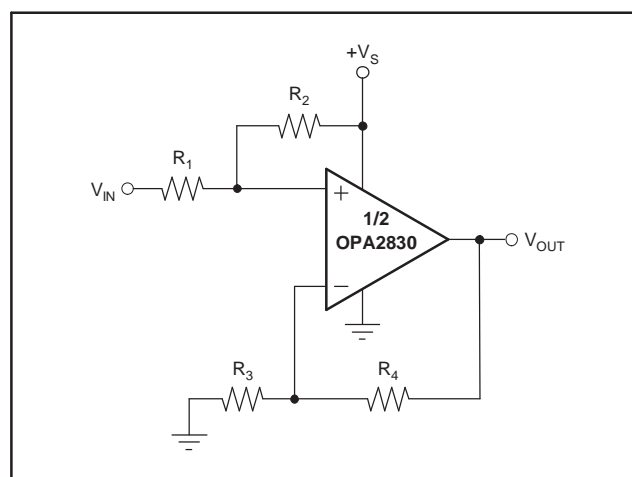 +V_S
R_2
R_1
V_IN
+
1/2
OPA2830
V_OUT
−
R_3
R_4